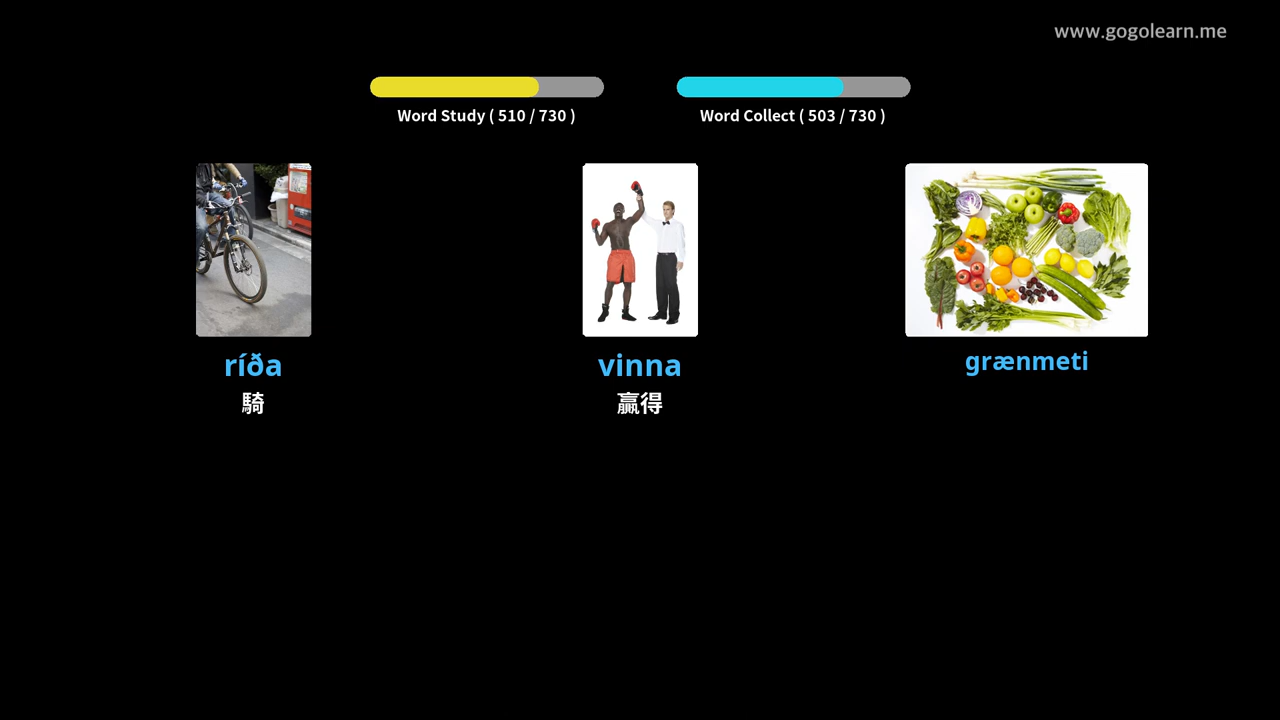 www.gogolearn.me
Word Study ( 510 / 730 )
Word Collect ( 503 / 730 )
ríða
騎
vinna
贏得
grænmeti